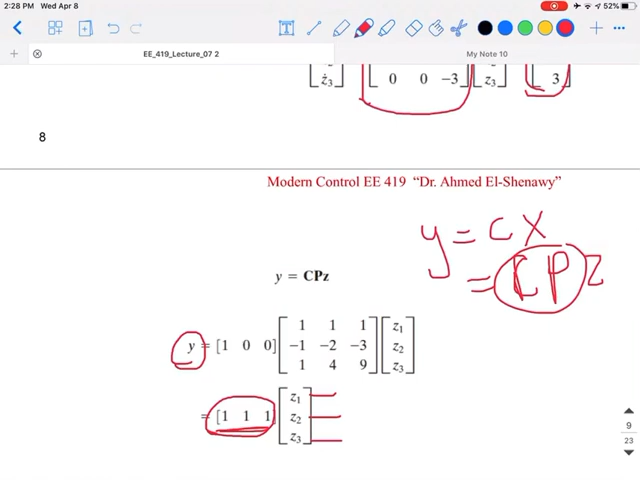 2:28 PM Wed Apr 8
52%
EE_419_Lecture_07 2
My Note 10
ż3 0 0 −3 z3 3
8
Modern Control EE 419 “Dr. Ahmed El-Shenawy”
y = CX
= CPZ
y = CPz
1 1 1 z1
y = [1 0 0] −1 −2 −3 z2
1 4 9 z3
z1
= [1 1 1] z2
z3
9
23